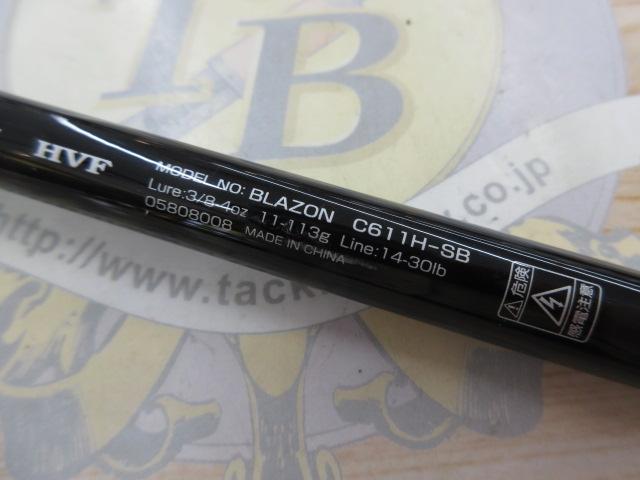 TB
HVF
MODEL NO: BLAZON C611H-SB
Lure:3/8-4oz 11-113g Line:14-30lb
05808008 MADE IN CHINA
危険
感電注意
http://www.tack
.co.jp